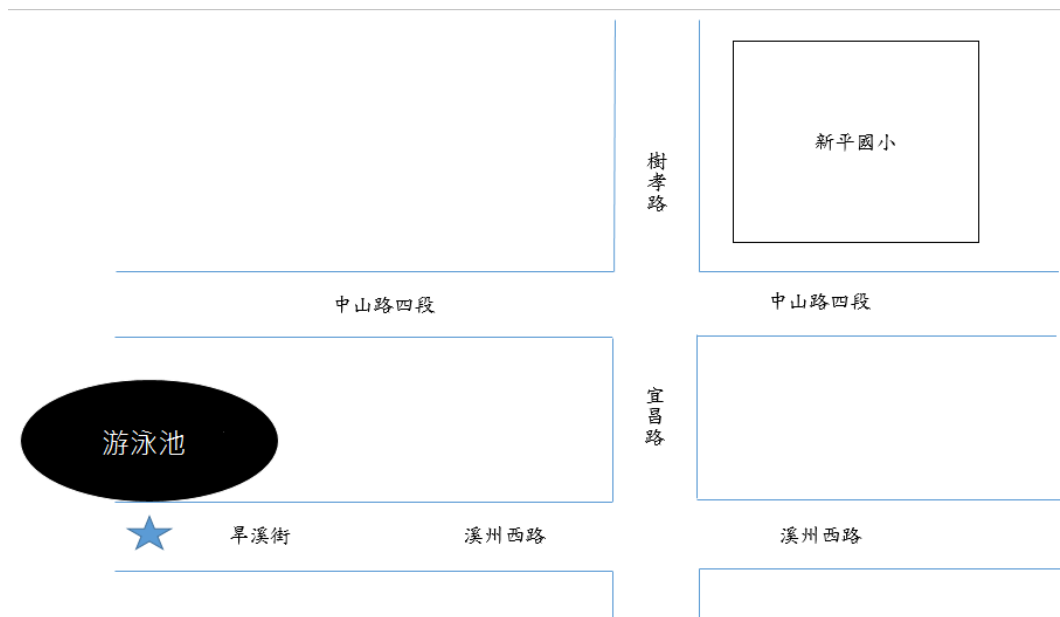 新平國小
樹孝路
中山路四段
中山路四段
宜昌路
游泳池
旱溪街
溪州西路
溪州西路